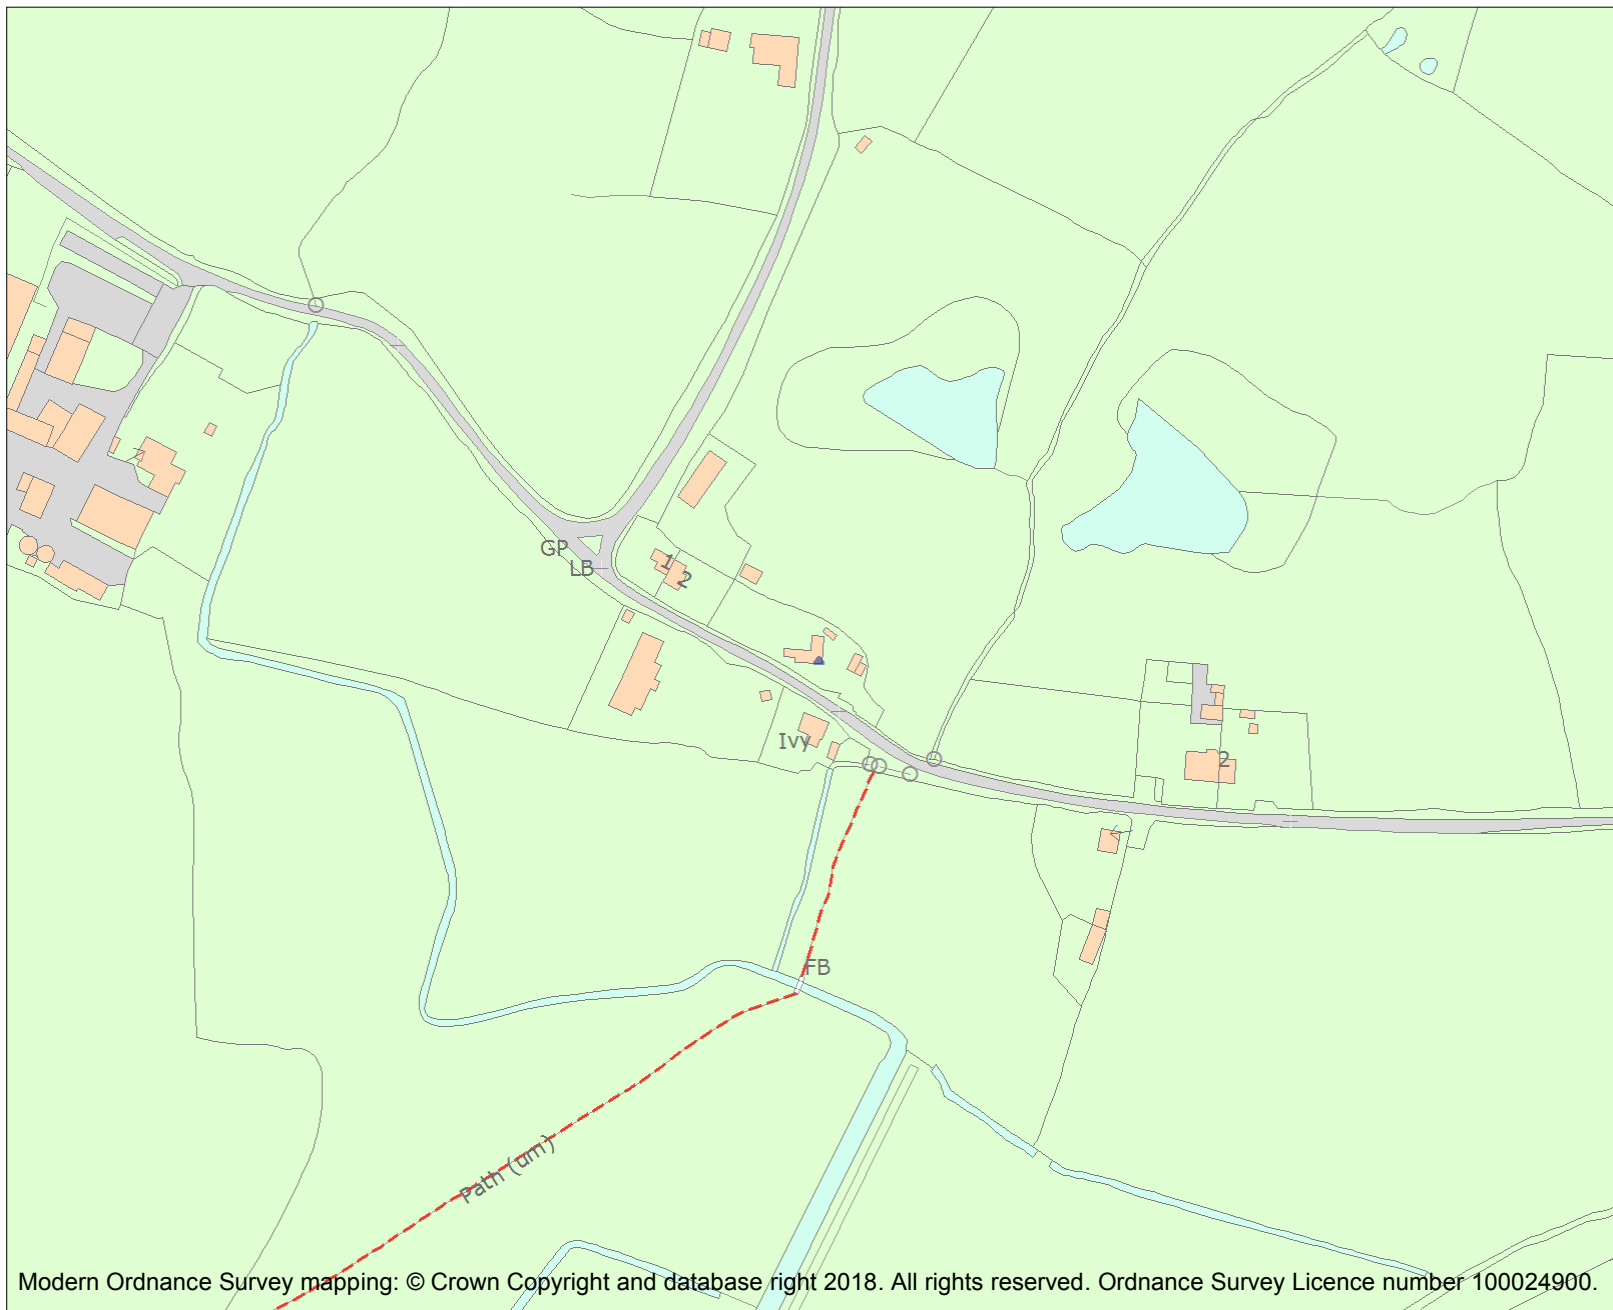 GP
LB
1
2
Ivy
2
FB
Path (um)
Modern Ordnance Survey mapping: © Crown Copyright and database right 2018. All rights reserved. Ordnance Survey Licence number 100024900.